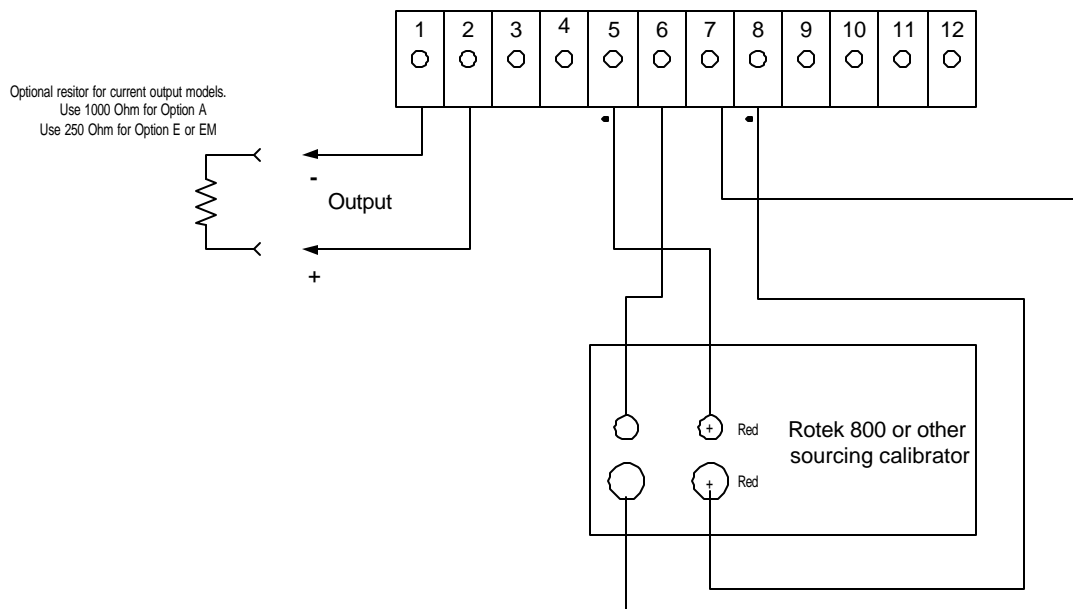 1 2 3 4 5 6 7 8 9 10 11 12
Optional resitor for current output models.
Use 1000 Ohm for Option A
Use 250 Ohm for Option E or EM
-
Output
+
+ Red
Rotek 800 or other
sourcing calibrator
+ Red